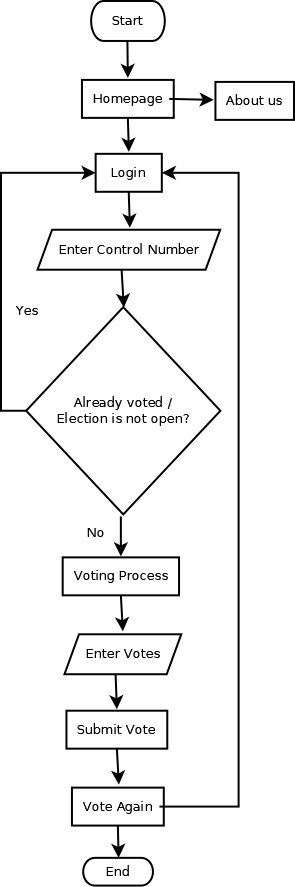 Start
Homepage
About us
Login
Enter Control Number
Yes
Already voted /
Election is not open?
No
Voting Process
Enter Votes
Submit Vote
Vote Again
End